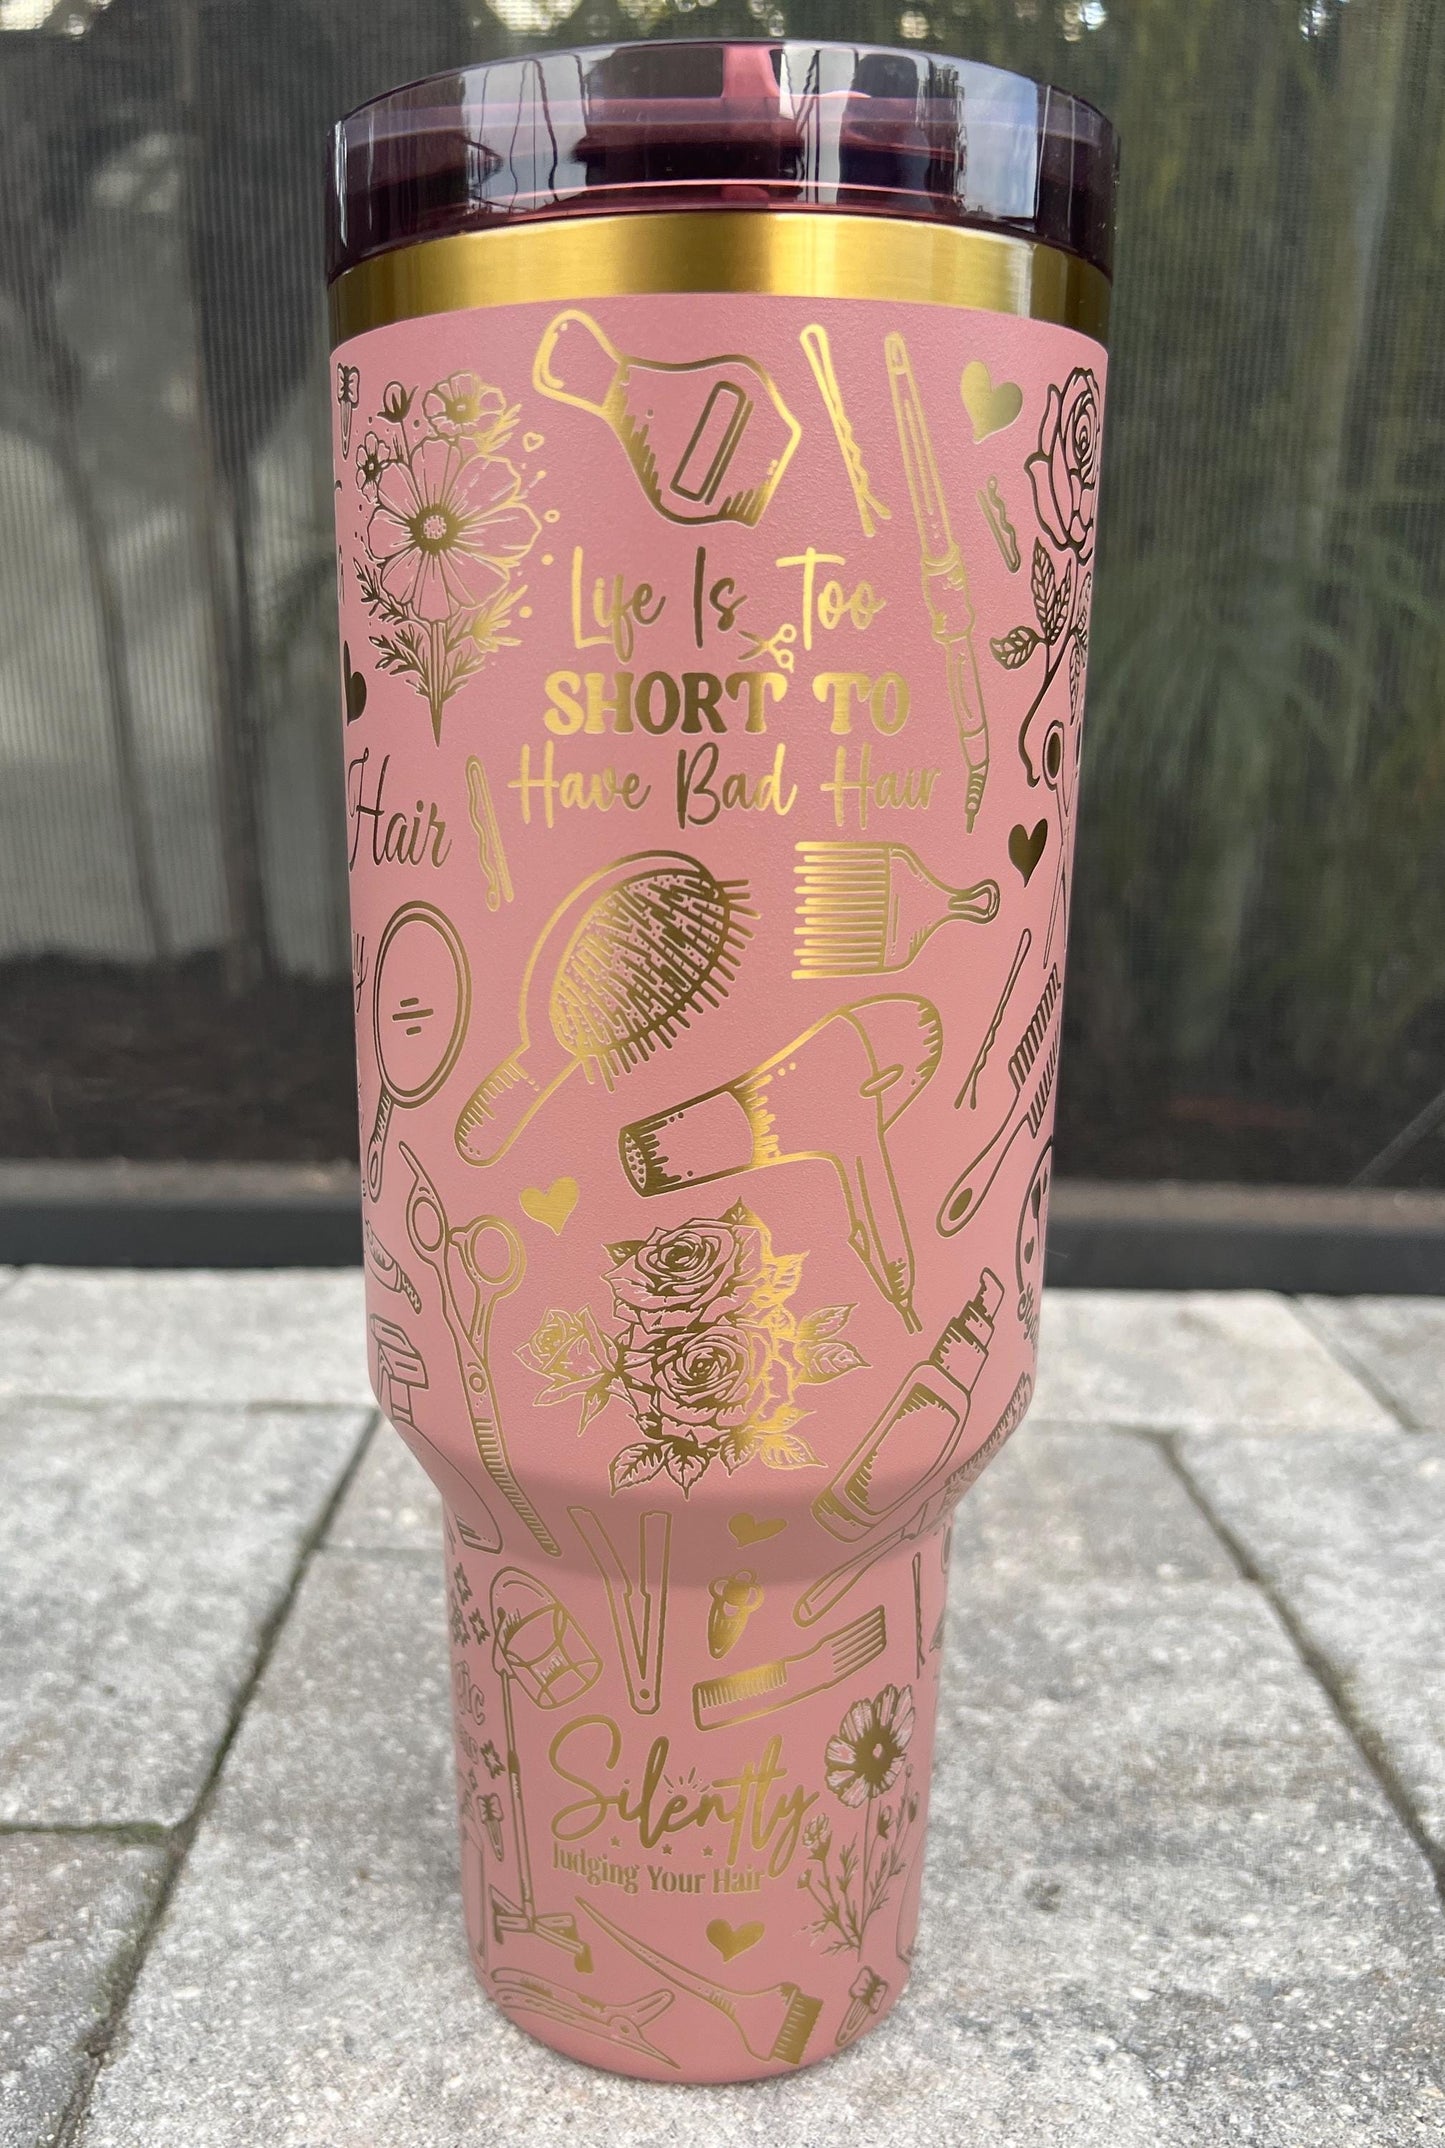 Life Is Too
SHORT TO
Have Bad Hair
Hair
Silently
Judging Your Hair